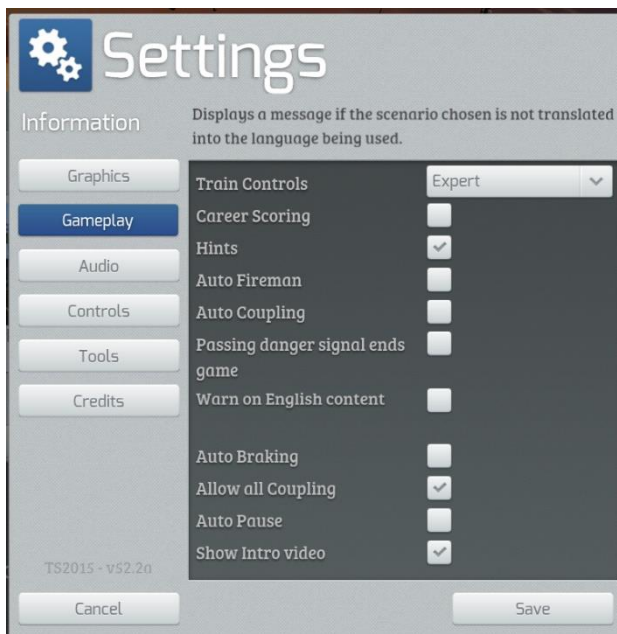 Settings
Information
Displays a message if the scenario chosen is not translated
into the language being used.
Graphics
Gameplay
Audio
Controls
Tools
Credits
Train Controls
Expert
Career Scoring
Hints
Auto Fireman
Auto Coupling
Passing danger signal ends
game
Warn on English content
Auto Braking
Allow all Coupling
Auto Pause
Show Intro video
TS2015 - v52.2a
Cancel
Save